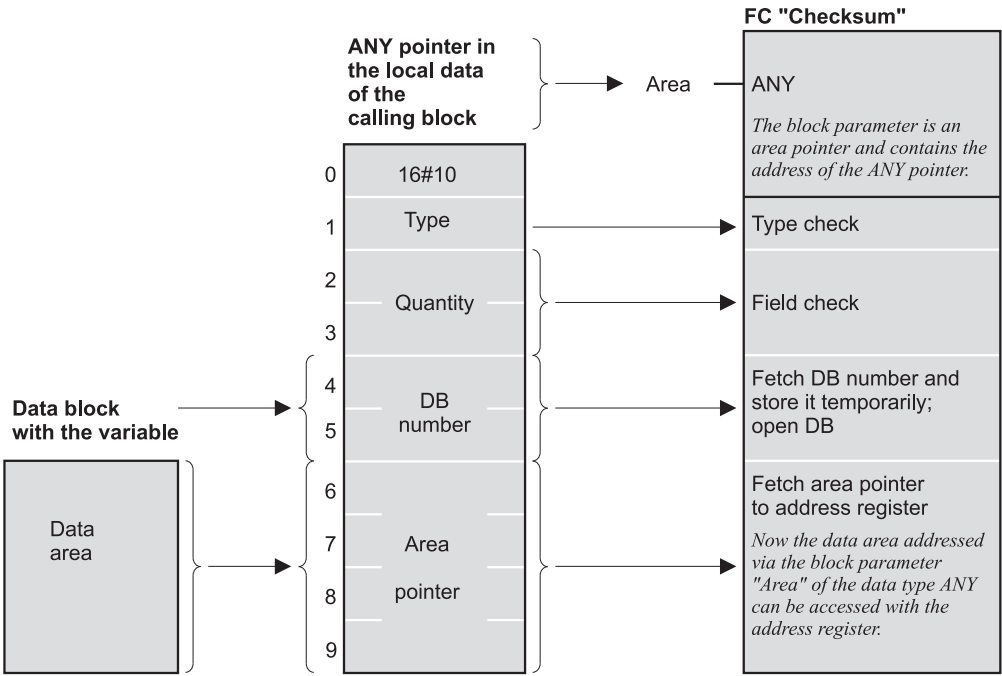 FC "Checksum"
ANY pointer in
the local data
of the
calling block
Area
ANY
The block parameter is an
area pointer and contains the
address of the ANY pointer.
0
16#10
1
Type
Type check
2
Quantity
3
Field check
4
DB
number
5
Fetch DB number and
store it temporarily;
open DB
Data block
with the variable
Data
area
6
7
Area
pointer
8
9
Fetch area pointer
to address register
Now the data area addressed
via the block parameter
"Area" of the data type ANY
can be accessed with the
address register.